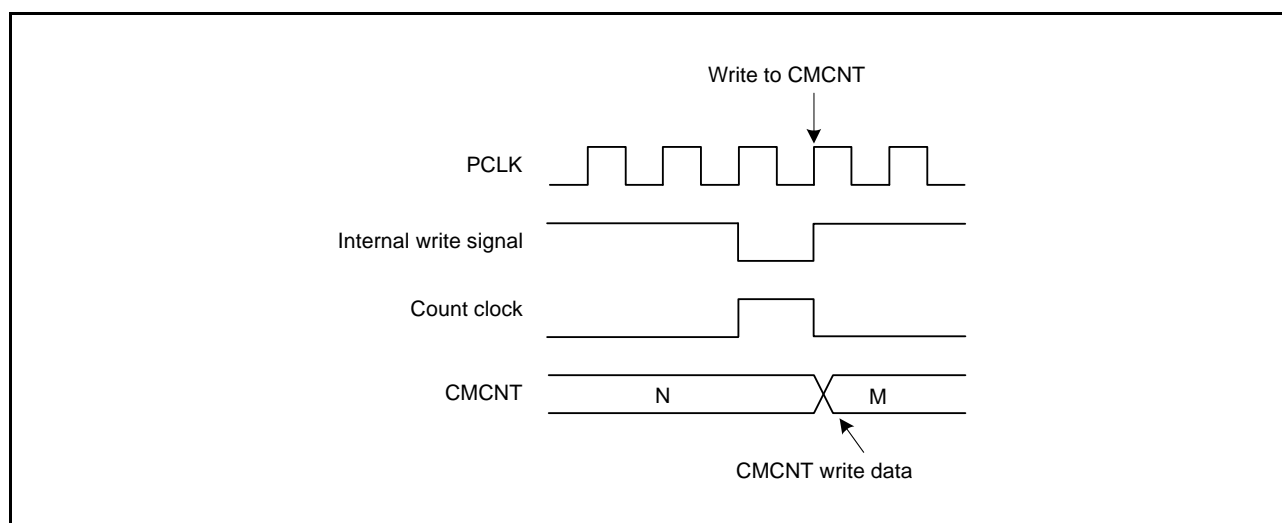 Write to CMCNT
PCLK
Internal write signal
Count clock
CMCNT
N
M
CMCNT write data